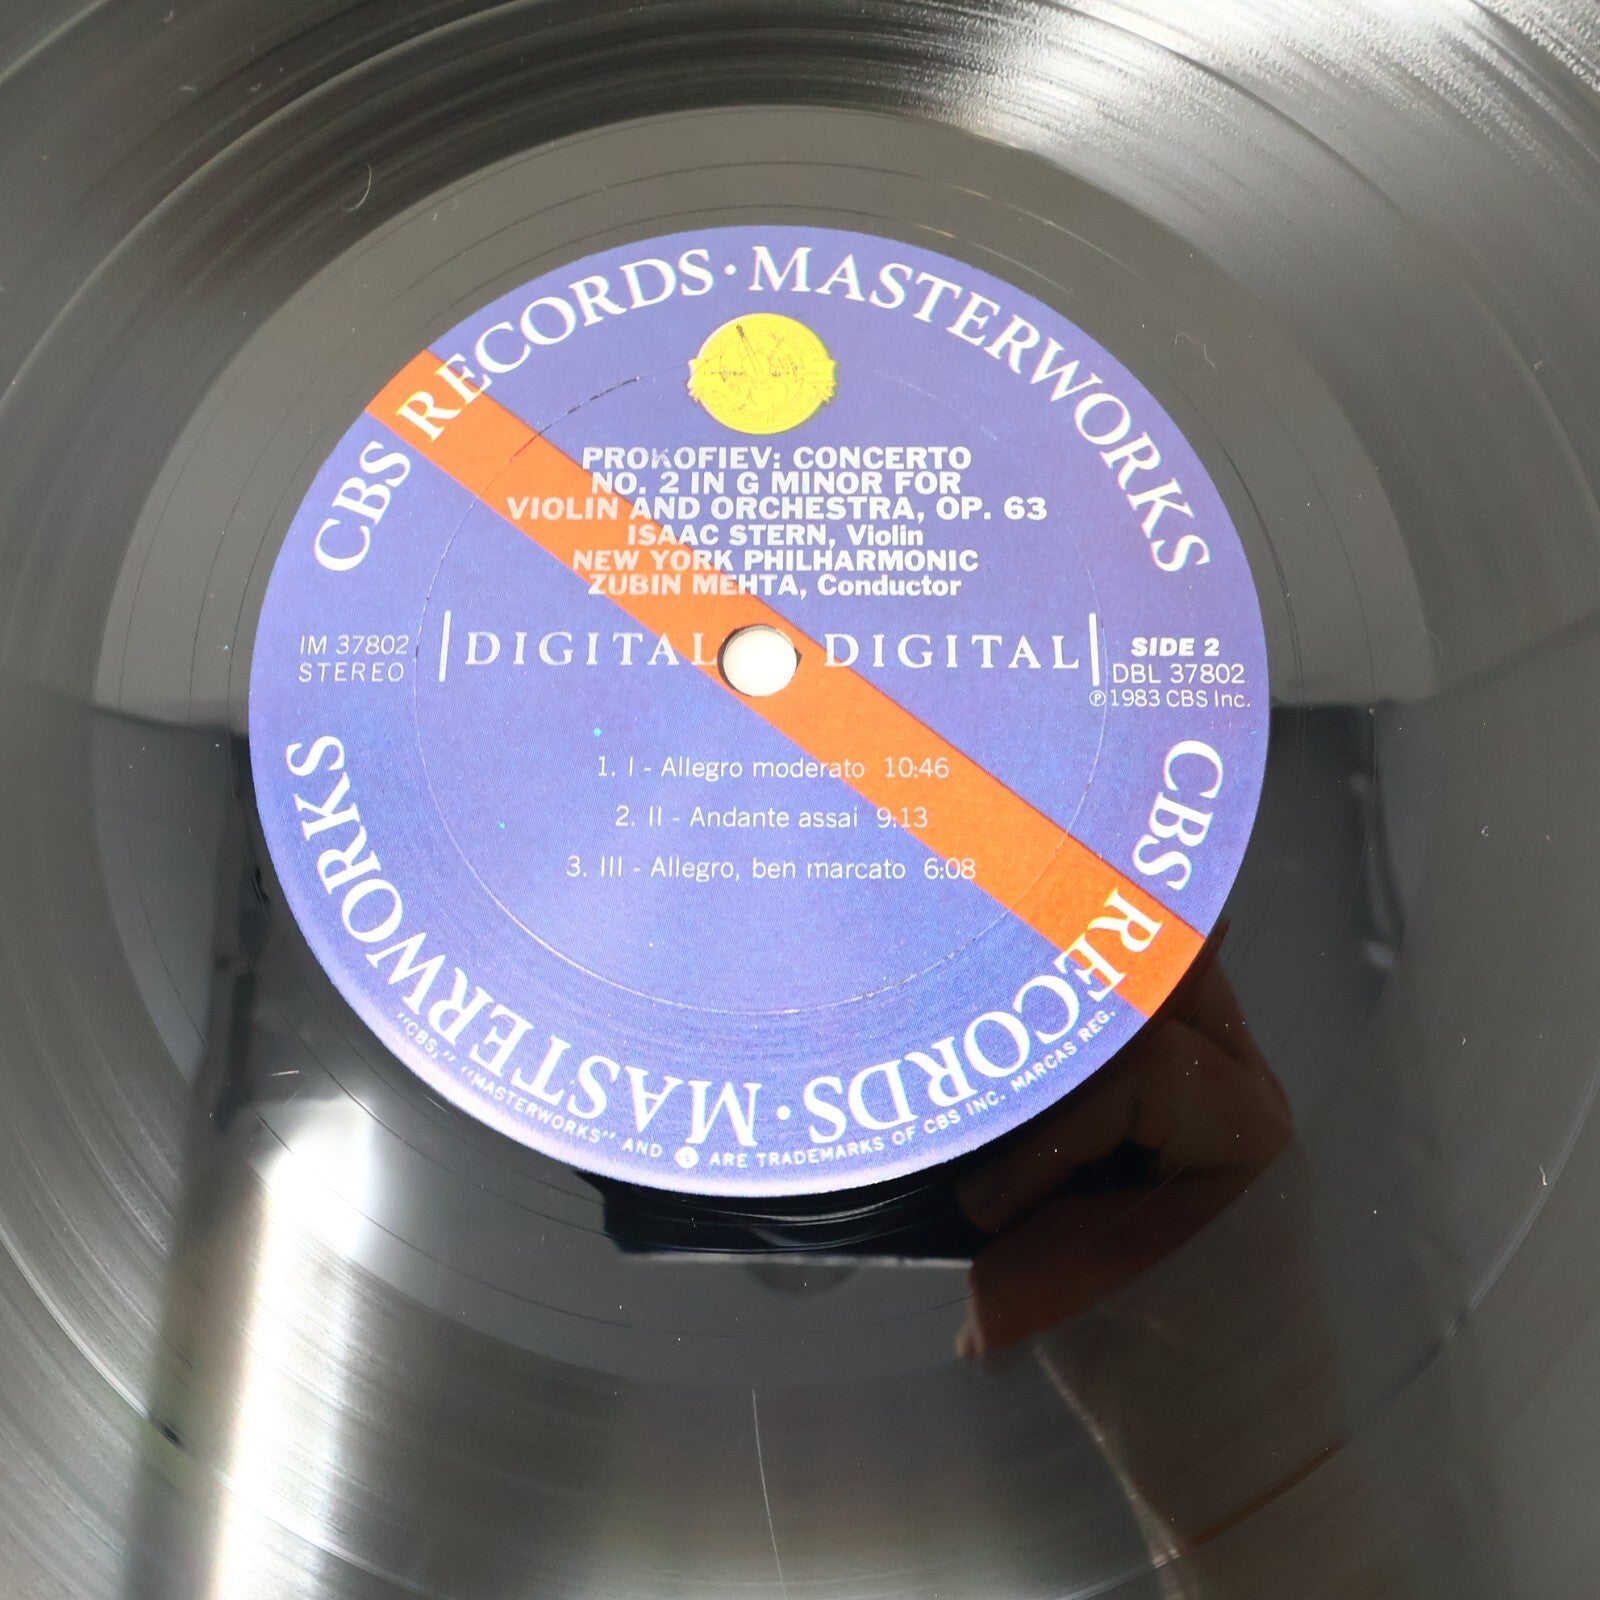 CBS RECORDS · MASTERWORKS
PROKOFIEV: CONCERTO
NO. 2 IN G MINOR FOR
VIOLIN AND ORCHESTRA, OP. 63
ISAAC STERN, Violin
NEW YORK PHILHARMONIC
ZUBIN MEHTA, Conductor
IM 37802
STEREO
DIGITAL DIGITAL
SIDE 2
DBL 37802
℗ 1983 CBS Inc.
1. I - Allegro moderato 10:46
2. II - Andante assai 9:13
3. III - Allegro, ben marcato 6:08
CBS RECORDS · MASTERWORKS
"CBS," "MASTERWORKS" AND ARE TRADEMARKS OF CBS INC. MARCAS REG.